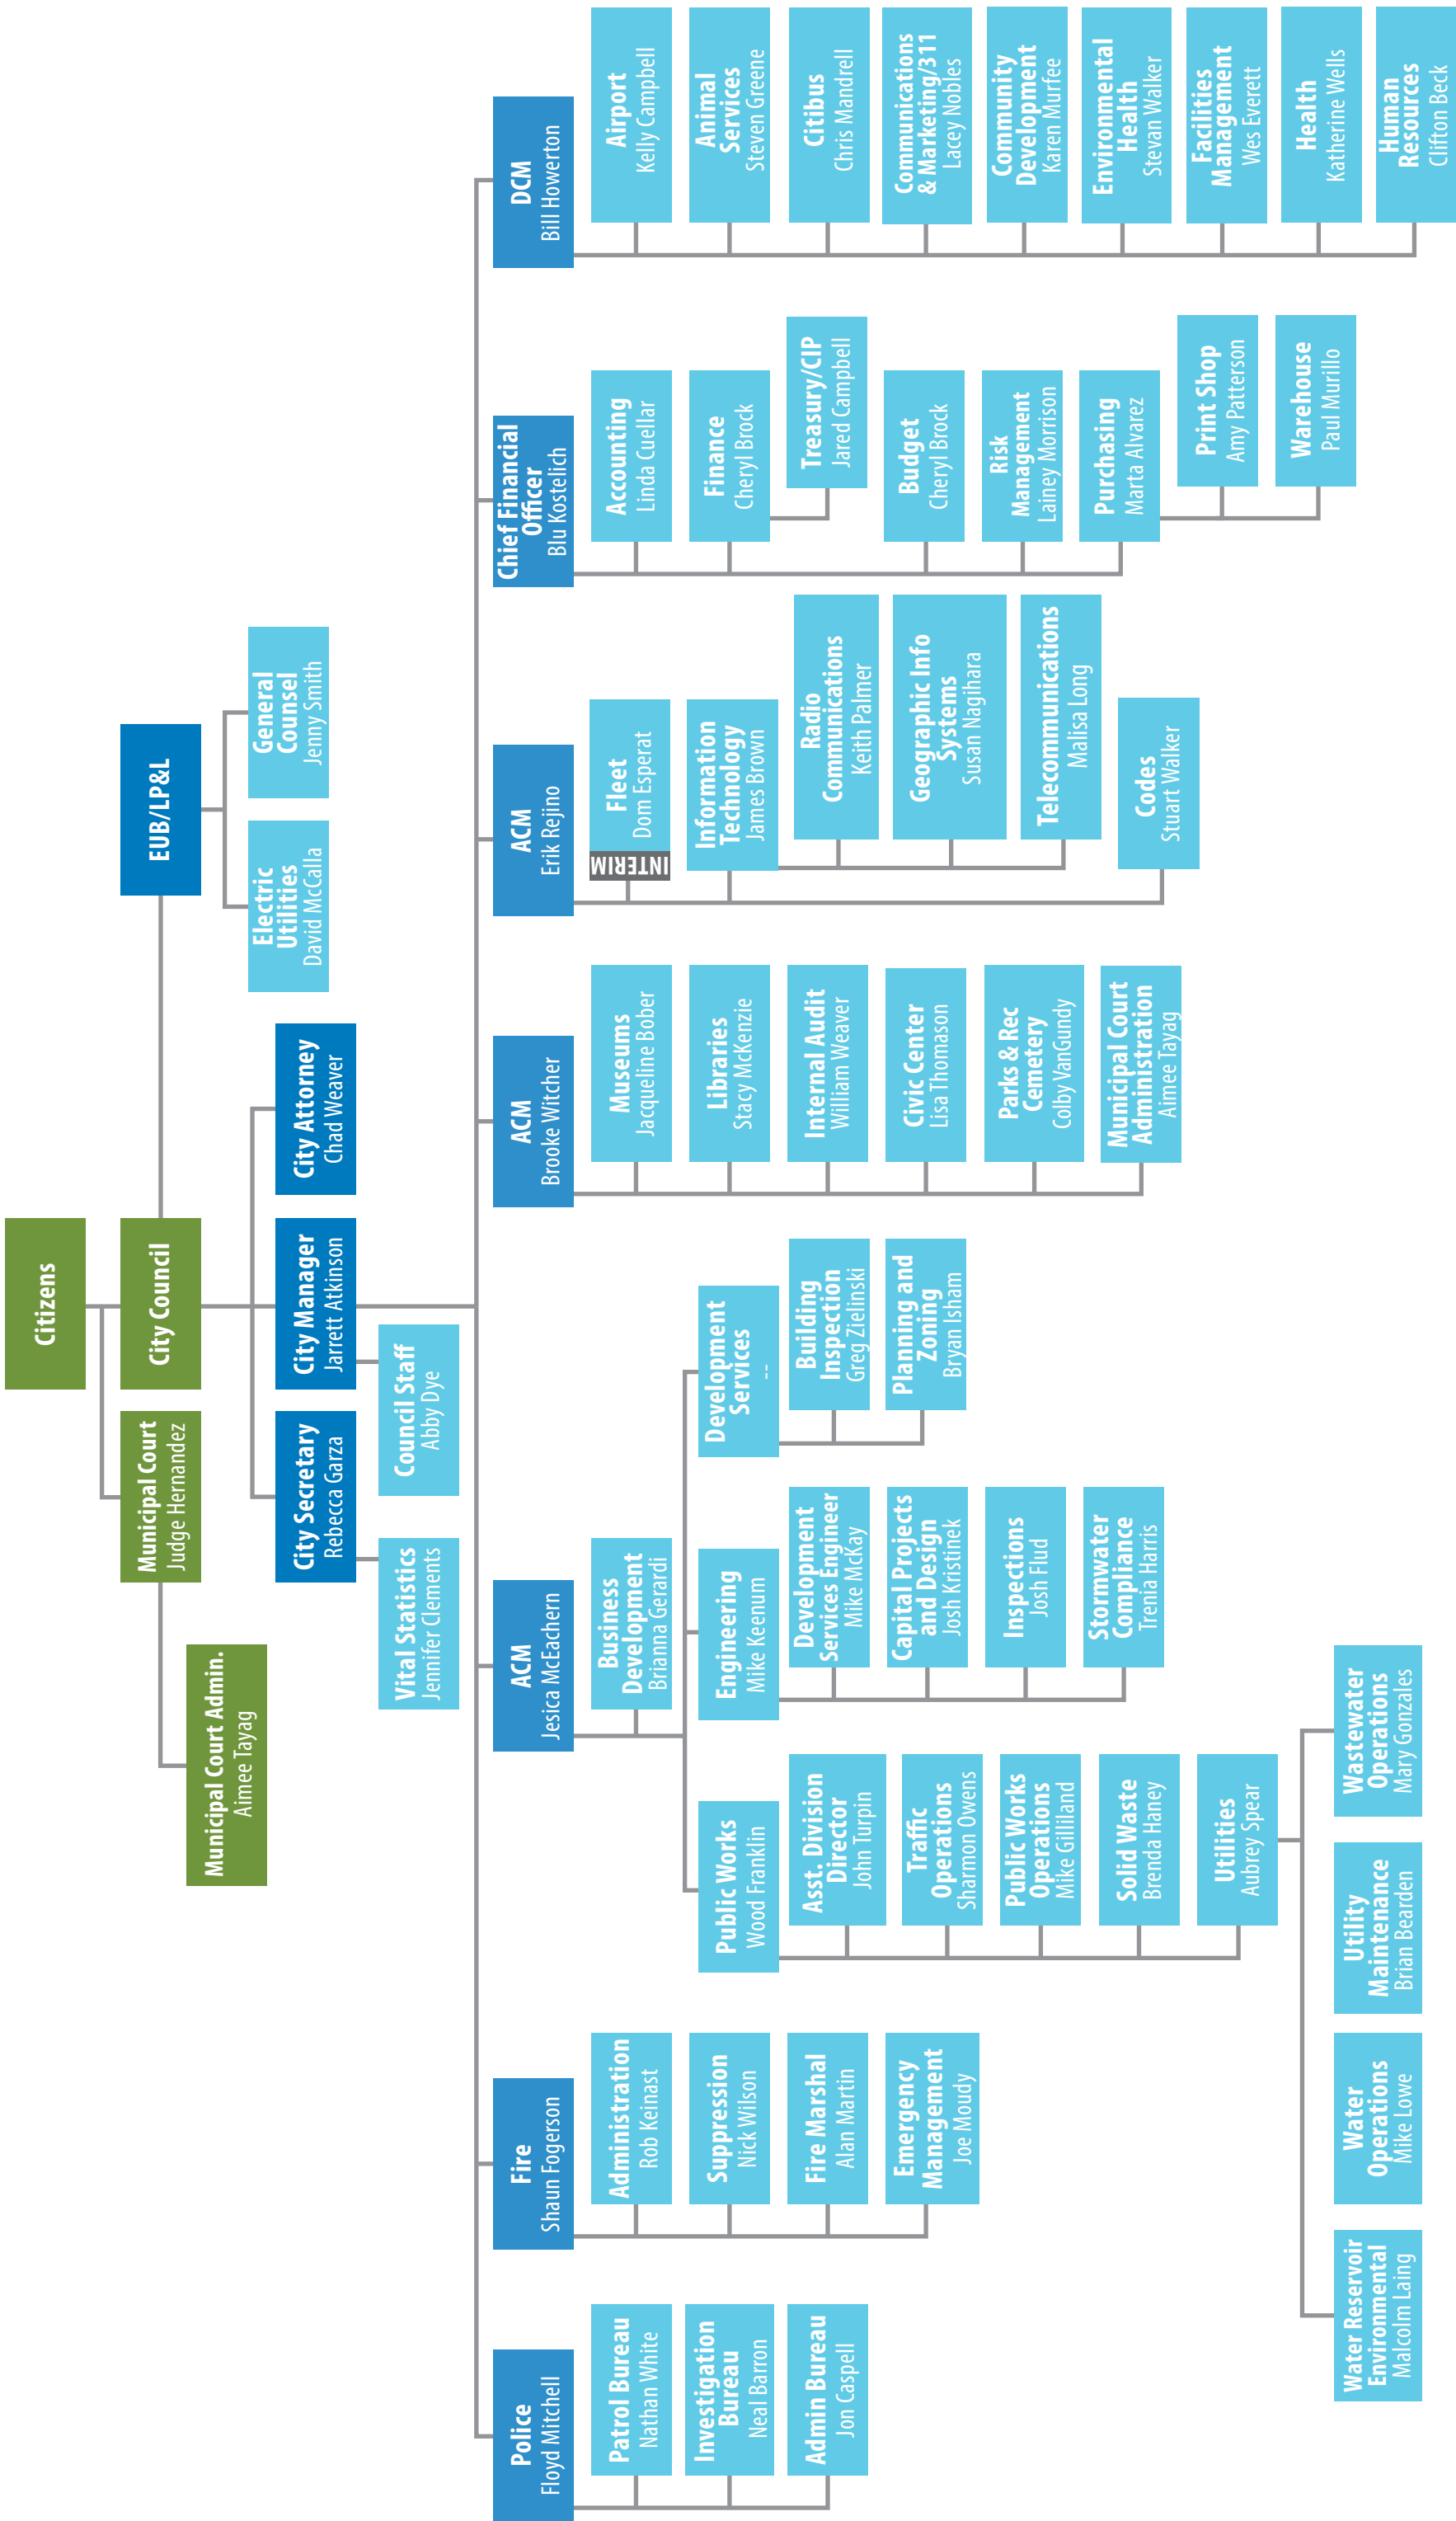 Citizens
Municipal Court
Judge Hernandez
City Council
EUB/LP&L
Municipal Court Admin.
Aimee Tayag
Electric
Utilities
David McCalla
General
Counsel
Jenny Smith
City Secretary
Rebecca Garza
City Manager
Jarrett Atkinson
City Attorney
Chad Weaver
Vital Statistics
Jennifer Clements
Council Staff
Abby Dye
Police
Floyd Mitchell
Patrol Bureau
Nathan White
Investigation
Bureau
Neal Barron
Admin Bureau
Jon Caspell
Fire
Shaun Fogerson
Administration
Rob Keinast
Suppression
Nick Wilson
Fire Marshal
Alan Martin
Emergency
Management
Joe Moudy
ACM
Jesica McEachern
Business
Development
Brianna Gerardi
Public Works
Wood Franklin
Asst. Division
Director
John Turpin
Traffic
Operations
Sharmon Owens
Public Works
Operations
Mike Gilliland
Solid Waste
Brenda Haney
Utilities
Aubrey Spear
Water Reservoir
Environmental
Malcolm Laing
Water
Operations
Mike Lowe
Utility
Maintenance
Brian Bearden
Wastewater
Operations
Mary Gonzales
Engineering
Mike Keenum
Development
Services Engineer
Mike McKay
Capital Projects
and Design
Josh Kristinek
Inspections
Josh Flud
Stormwater
Compliance
Trenia Harris
Development
Services
--
Building
Inspection
Greg Zielinski
Planning and
Zoning
Bryan Isham
ACM
Brooke Witcher
Museums
Jacqueline Bober
Libraries
Stacy McKenzie
Internal Audit
William Weaver
Civic Center
Lisa Thomason
Parks & Rec
Cemetery
Colby VanGundy
Municipal Court
Administration
Aimee Tayag
ACM
Erik Rejino
INTERIM
Fleet
Dom Esperat
Information
Technology
James Brown
Radio
Communications
Keith Palmer
Geographic Info
Systems
Susan Nagihara
Telecommunications
Malisa Long
Codes
Stuart Walker
Chief Financial
Officer
Blu Kostelich
Accounting
Linda Cuellar
Finance
Cheryl Brock
Treasury/CIP
Jared Campbell
Budget
Cheryl Brock
Risk
Management
Lainey Morrison
Purchasing
Marta Alvarez
Print Shop
Amy Patterson
Warehouse
Paul Murillo
DCM
Bill Howerton
Airport
Kelly Campbell
Animal
Services
Steven Greene
Citibus
Chris Mandrell
Communications
& Marketing/311
Lacey Nobles
Community
Development
Karen Murfee
Environmental
Health
Stevan Walker
Facilities
Management
Wes Everett
Health
Katherine Wells
Human
Resources
Clifton Beck